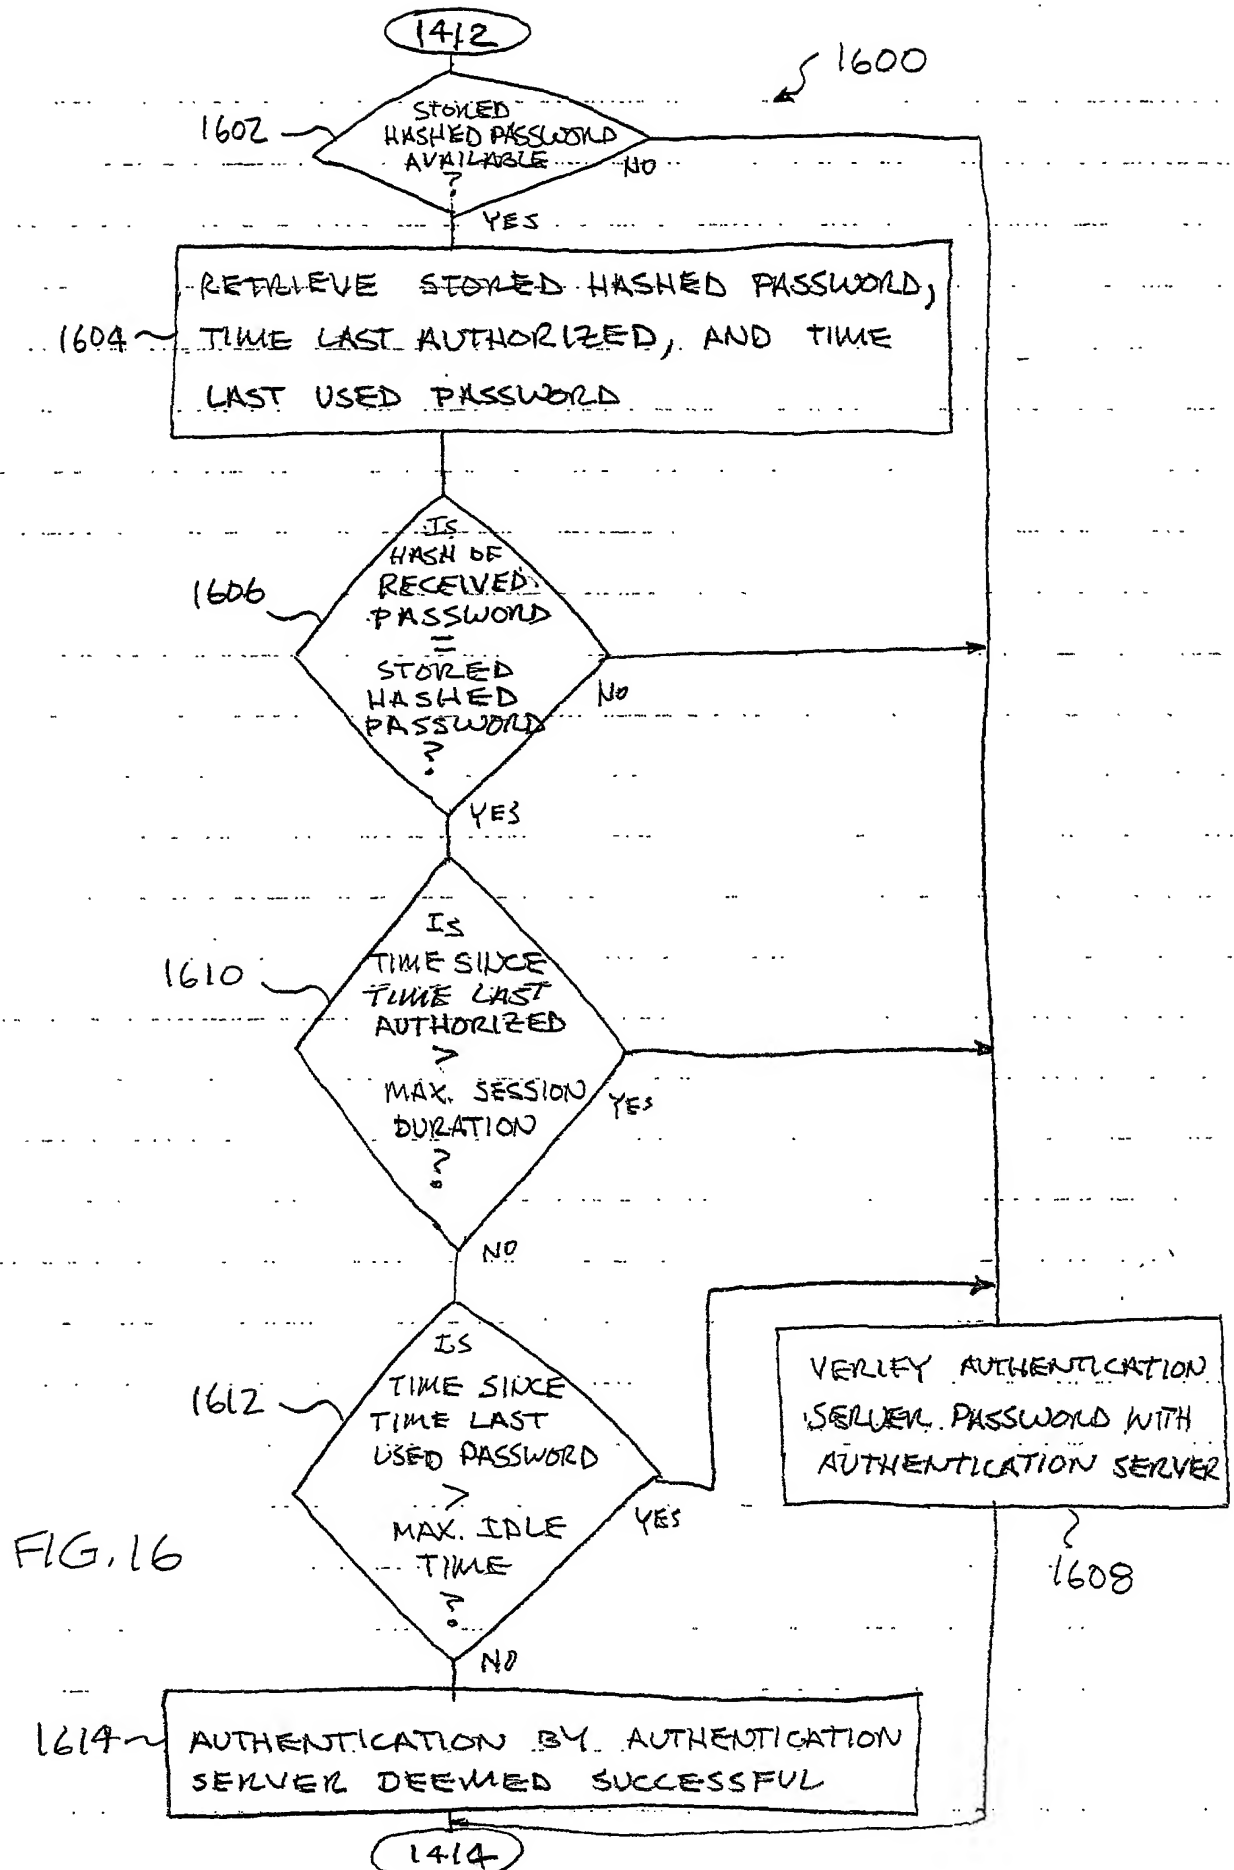 1412
1600
1602
STORED
HASHED PASSWORD
AVAILABLE
?
NO
YES
RETRIEVE STORED HASHED PASSWORD,
1604
TIME LAST AUTHORIZED, AND TIME
LAST USED PASSWORD
IS
HASH OF
RECEIVED
PASSWORD
=
STORED
HASHED
PASSWORD
?
1606
NO
YES
IS
TIME SINCE
TIME LAST
AUTHORIZED
>
MAX. SESSION
DURATION
?
1610
YES
NO
IS
TIME SINCE
TIME LAST
USED PASSWORD
>
MAX. IDLE
TIME
?
1612
YES
NO
VERIFY AUTHENTICATION
SERVER PASSWORD WITH
AUTHENTICATION SERVER
1608
FIG. 16
1614
AUTHENTICATION BY AUTHENTICATION
SERVER DEEMED SUCCESSFUL
1414